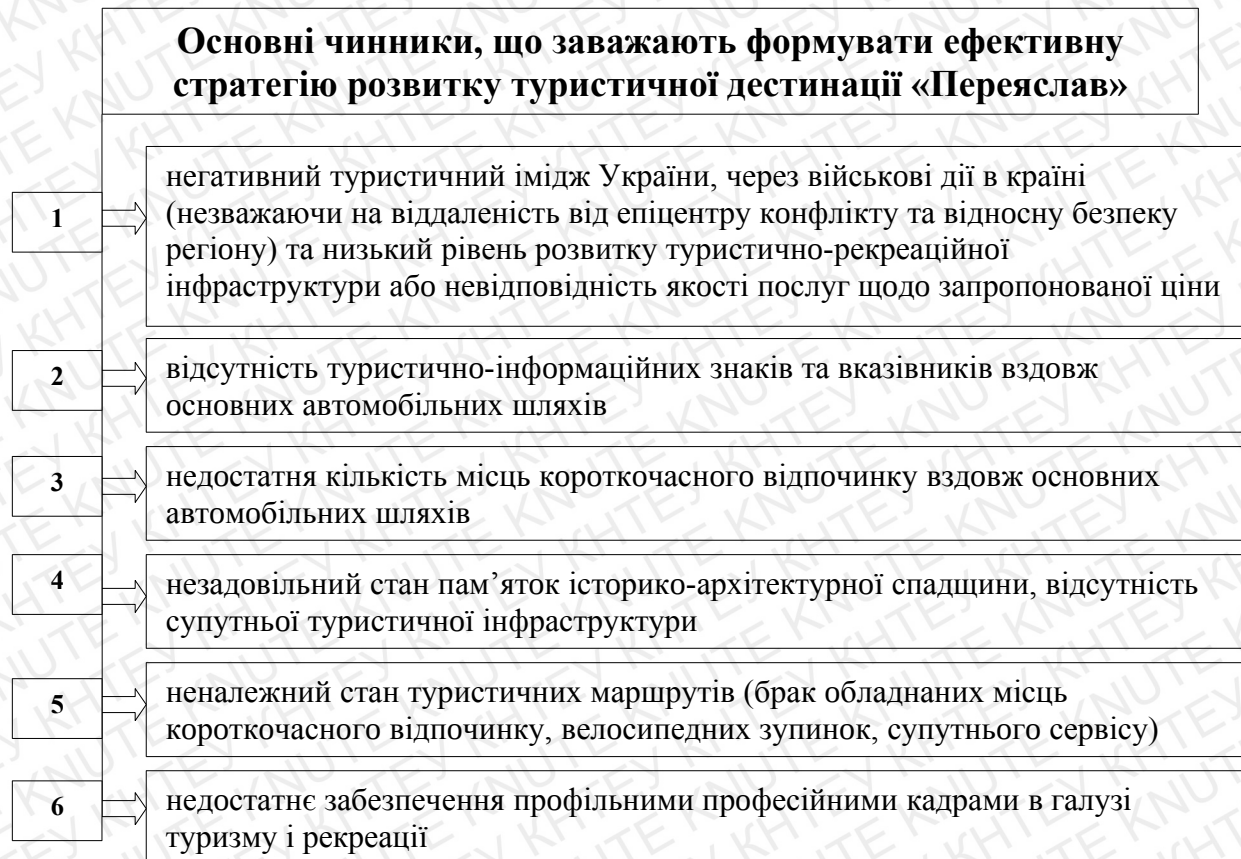 Основні чинники, що заважають формувати ефективну
стратегію розвитку туристичної дестинації «Переяслав»
1
негативний туристичний імідж України, через військові дії в країні
(незважаючи на віддаленість від епіцентру конфлікту та відносну безпеку
регіону) та низький рівень розвитку туристично-рекреаційної
інфраструктури або невідповідність якості послуг щодо запропонованої ціни
2
відсутність туристично-інформаційних знаків та вказівників вздовж
основних автомобільних шляхів
3
недостатня кількість місць короткочасного відпочинку вздовж основних
автомобільних шляхів
4
незадовільний стан пам’яток історико-архітектурної спадщини, відсутність
супутньої туристичної інфраструктури
5
неналежний стан туристичних маршрутів (брак обладнаних місць
короткочасного відпочинку, велосипедних зупинок, супутнього сервісу)
6
недостатнє забезпечення профільними професійними кадрами в галузі
туризму і рекреації